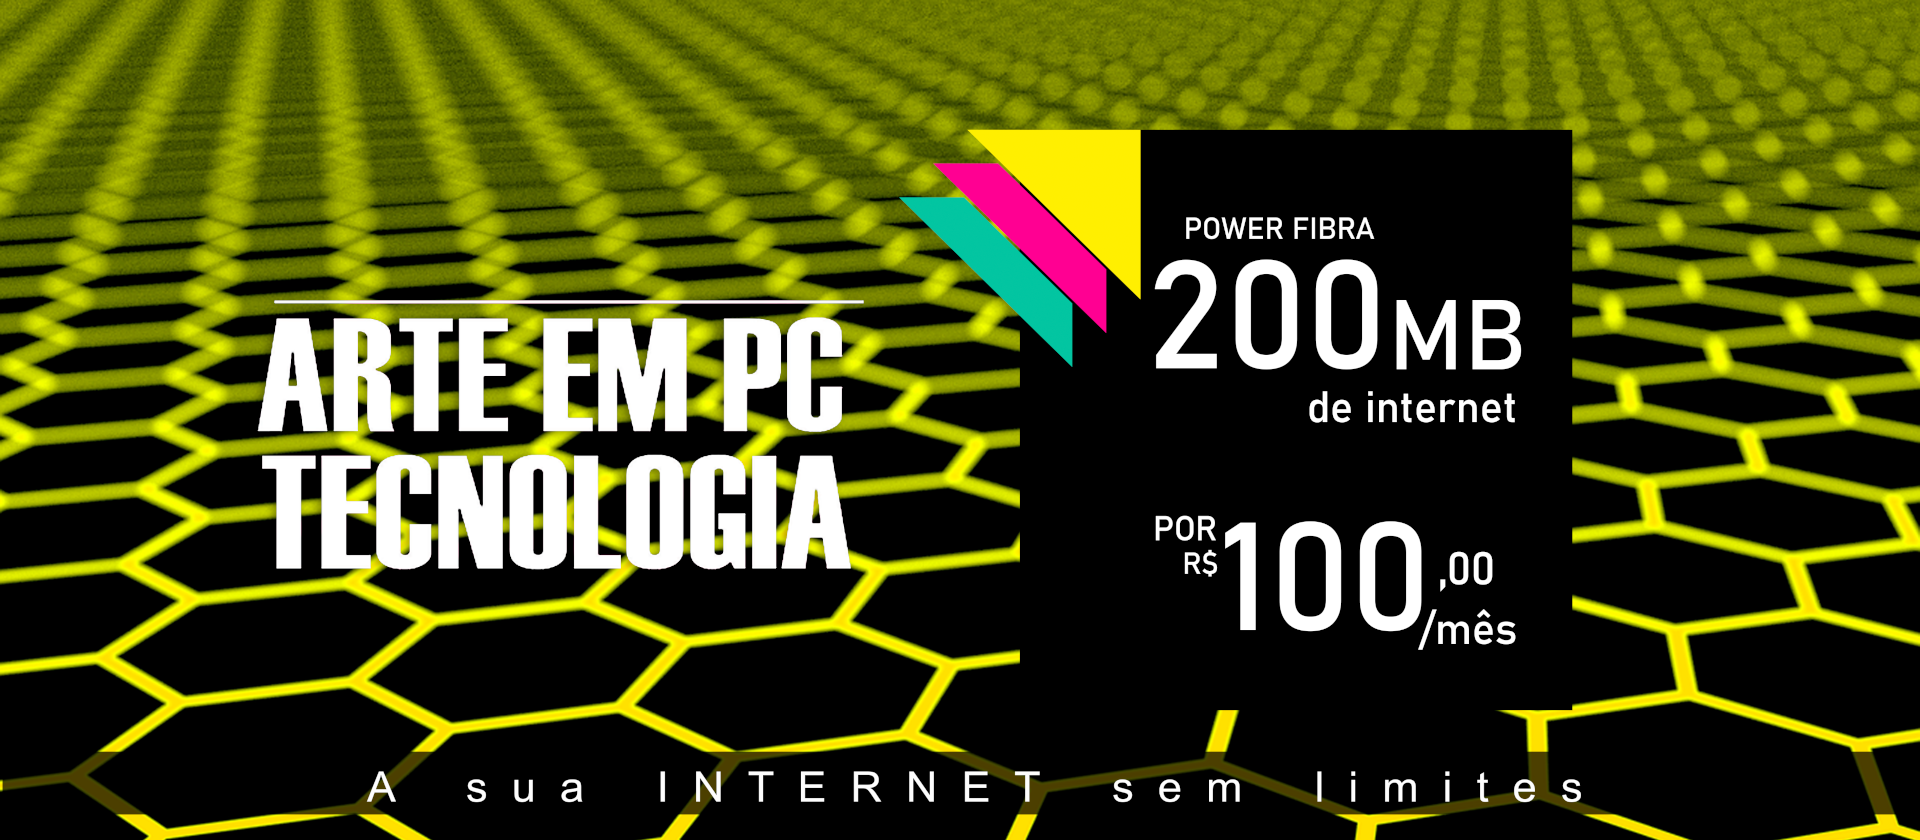 ARTE EM PC
TECNOLOGIA
POWER FIBRA
200MB
de internet
POR
R$100,00
/mês
A sua INTERNET sem limites